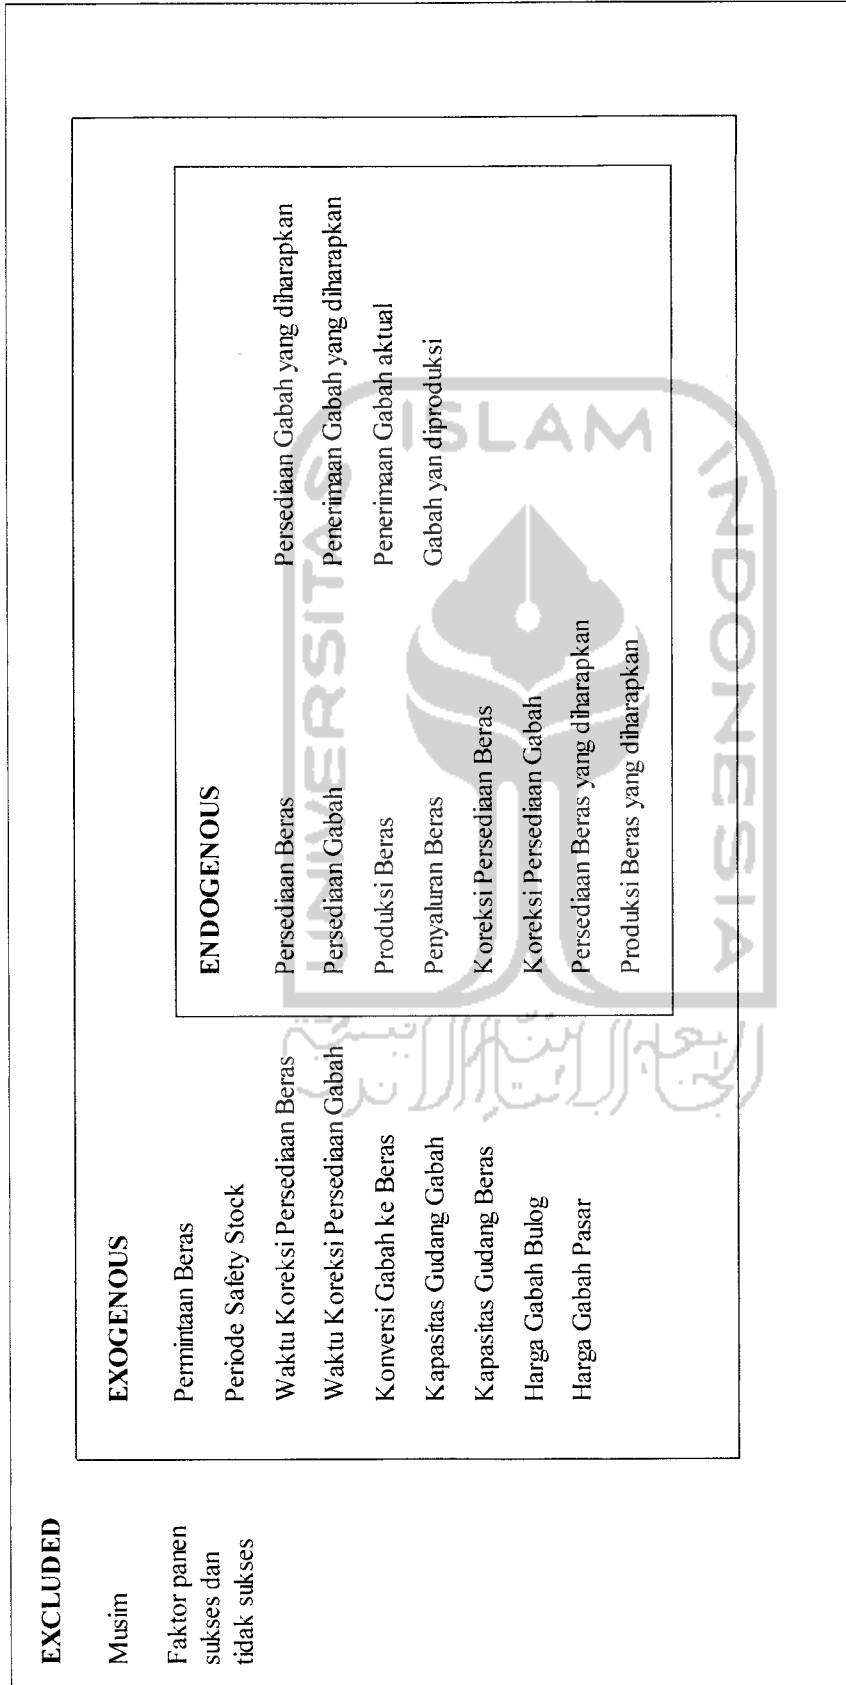 EXCLUDED
Musim
Faktor panen
sukses dan
tidak sukses
EXOGENOUS
Permintaan Beras
Periode Safety Stock
Waktu Koreksi Persediaan Beras
Waktu Koreksi Persediaan Gabah
Konversi Gabah ke Beras
Kapasitas Gudang Gabah
Kapasitas Gudang Beras
Harga Gabah Bulog
Harga Gabah Pasar
ENDOGENOUS
Persediaan Beras
Persediaan Gabah
Produksi Beras
Penyaluran Beras
Koreksi Persediaan Beras
Koreksi Persediaan Gabah
Persediaan Beras yang diharapkan
Produksi Beras yang diharapkan
Persediaan Gabah yang diharapkan
Penerimaan Gabah yang diharapkan
Penerimaan Gabah aktual
Gabah yan diproduksi
UNIVERSITAS
ISLAM
INDONESIA